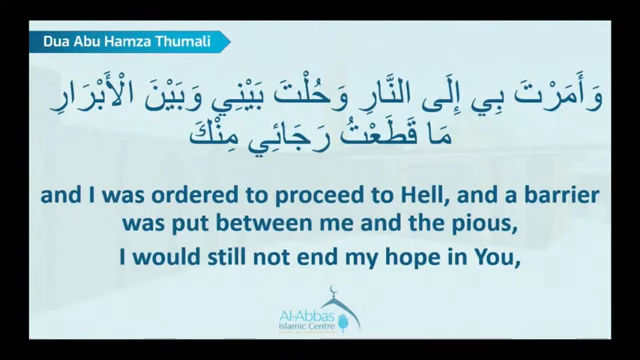 Dua Abu Hamza Thumali
وَأَمَرْتَ بِي إِلَى النَّارِ وَحُلْتَ بَيْنِي وَبَيْنَ الْأَبْرَارِ
مَا قَطَعْتُ رَجَائِي مِنْكَ
and I was ordered to proceed to Hell, and a barrier
was put between me and the pious,
I would still not end my hope in You,
Al-Abbas
Islamic Centre